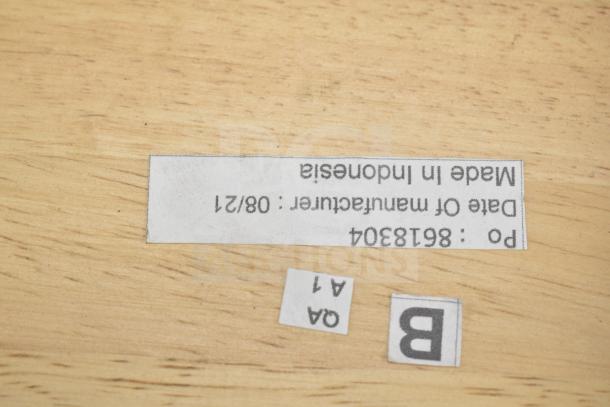 Po : 8618304
Date Of manufacturer : 08/21
Made In Indonesia
QA
A 1
B